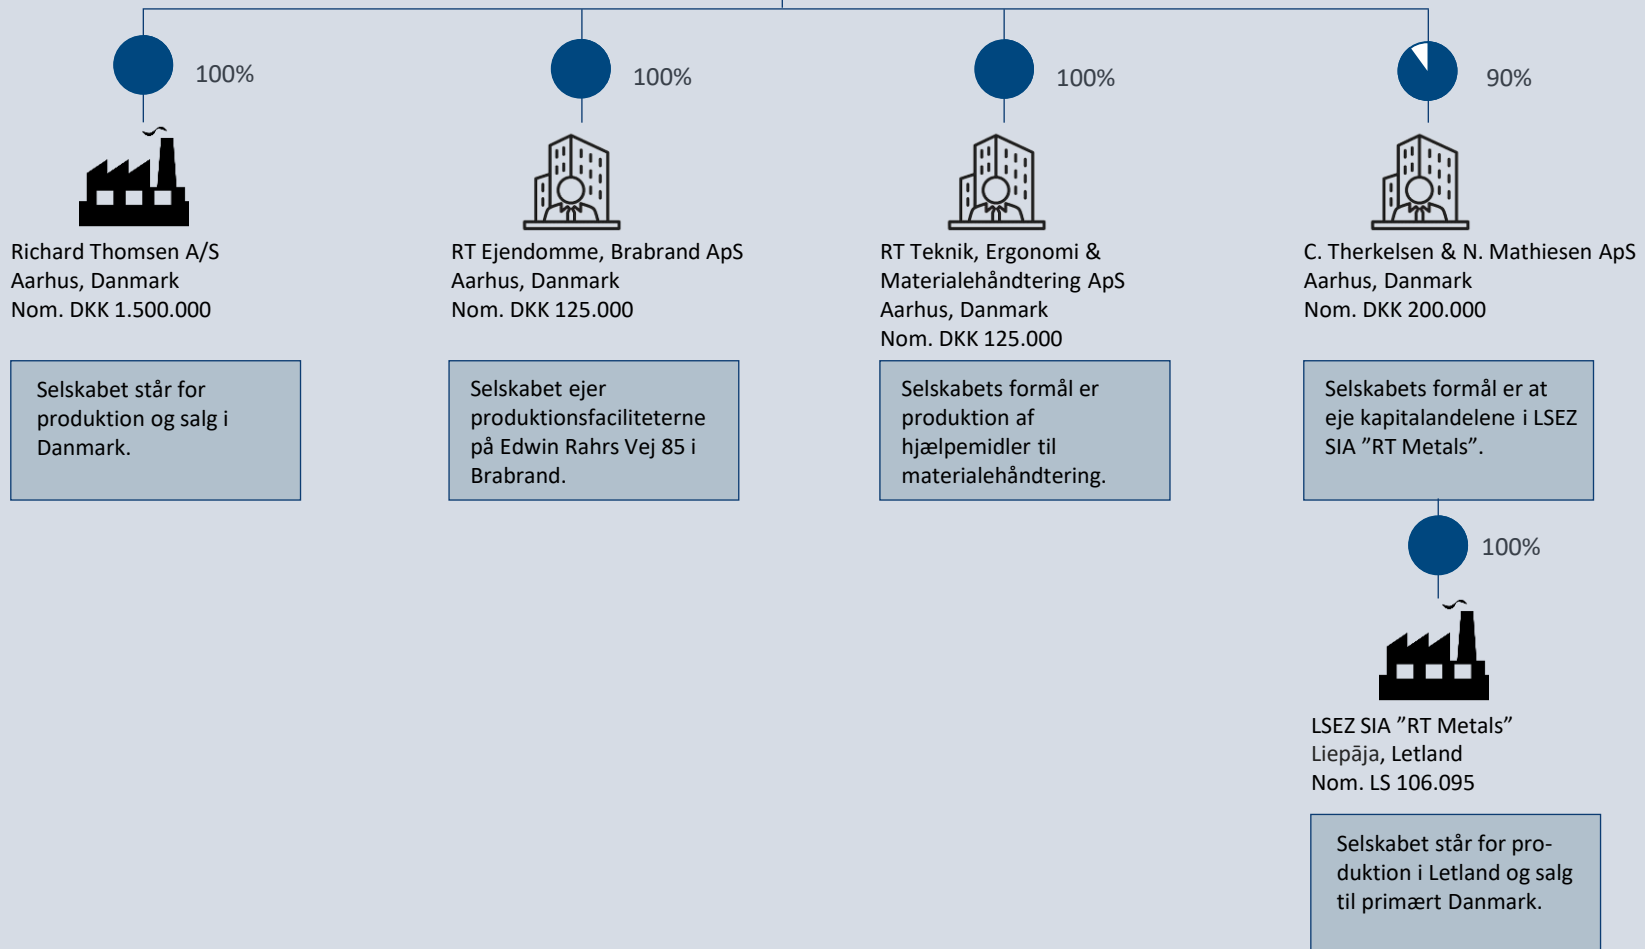 100%
Richard Thomsen A/S
Aarhus, Danmark
Nom. DKK 1.500.000
Selskabet står for
produktion og salg i
Danmark.
100%
RT Ejendomme, Brabrand ApS
Aarhus, Danmark
Nom. DKK 125.000
Selskabet ejer
produktionsfaciliteterne
på Edwin Rahrs Vej 85 i
Brabrand.
100%
RT Teknik, Ergonomi &
Materialehåndtering ApS
Aarhus, Danmark
Nom. DKK 125.000
Selskabets formål er
produktion af
hjælpemidler til
materialehåndtering.
90%
C. Therkelsen & N. Mathiesen ApS
Aarhus, Danmark
Nom. DKK 200.000
Selskabets formål er at
eje kapitalandelene i LSEZ
SIA ”RT Metals”.
100%
LSEZ SIA ”RT Metals”
Liepāja, Letland
Nom. LS 106.095
Selskabet står for pro-
duktion i Letland og salg
til primært Danmark.